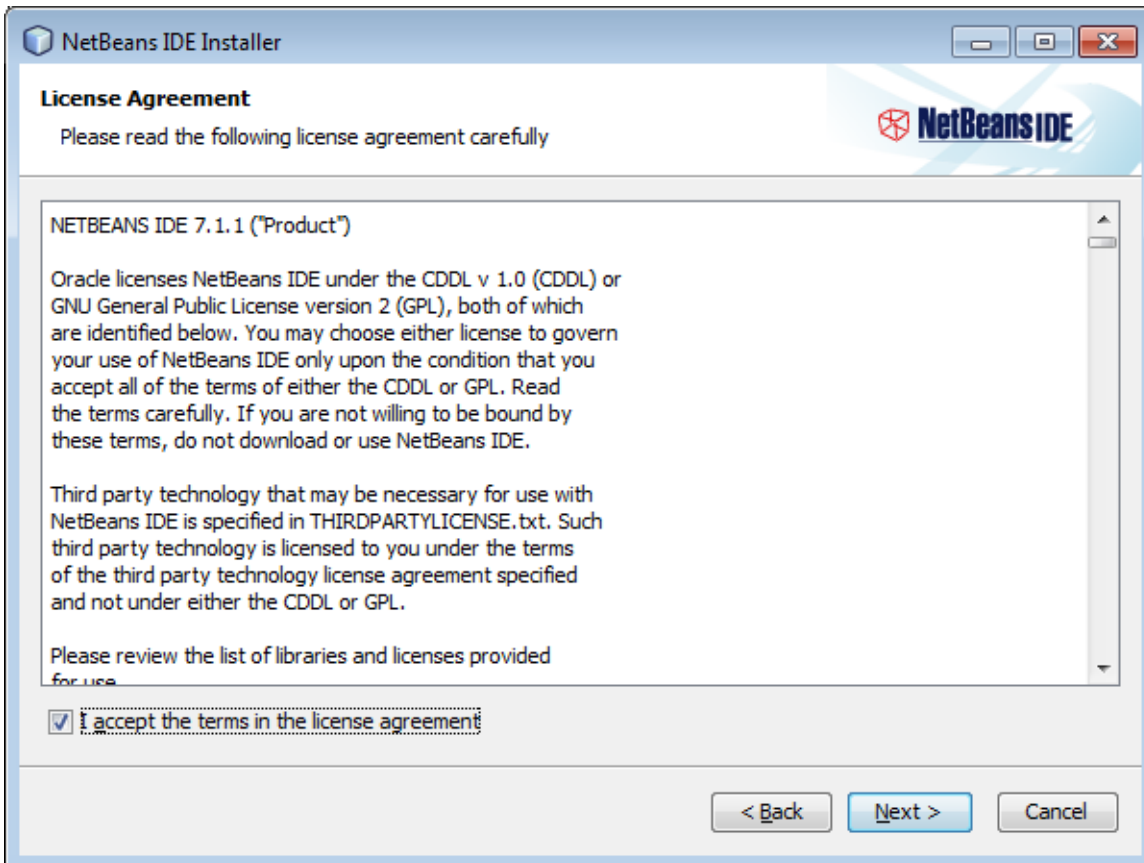 NetBeans IDE Installer
License Agreement
Please read the following license agreement carefully
NetBeans IDE
NETBEANS IDE 7.1.1 ("Product")
Oracle licenses NetBeans IDE under the CDDL v 1.0 (CDDL) or
GNU General Public License version 2 (GPL), both of which
are identified below. You may choose either license to govern
your use of NetBeans IDE only upon the condition that you
accept all of the terms of either the CDDL or GPL. Read
the terms carefully. If you are not willing to be bound by
these terms, do not download or use NetBeans IDE.
Third party technology that may be necessary for use with
NetBeans IDE is specified in THIRDPARTYLICENSE.txt. Such
third party technology is licensed to you under the terms
of the third party technology license agreement specified
and not under either the CDDL or GPL.
Please review the list of libraries and licenses provided
for use
I accept the terms in the license agreement
< Back
Next >
Cancel